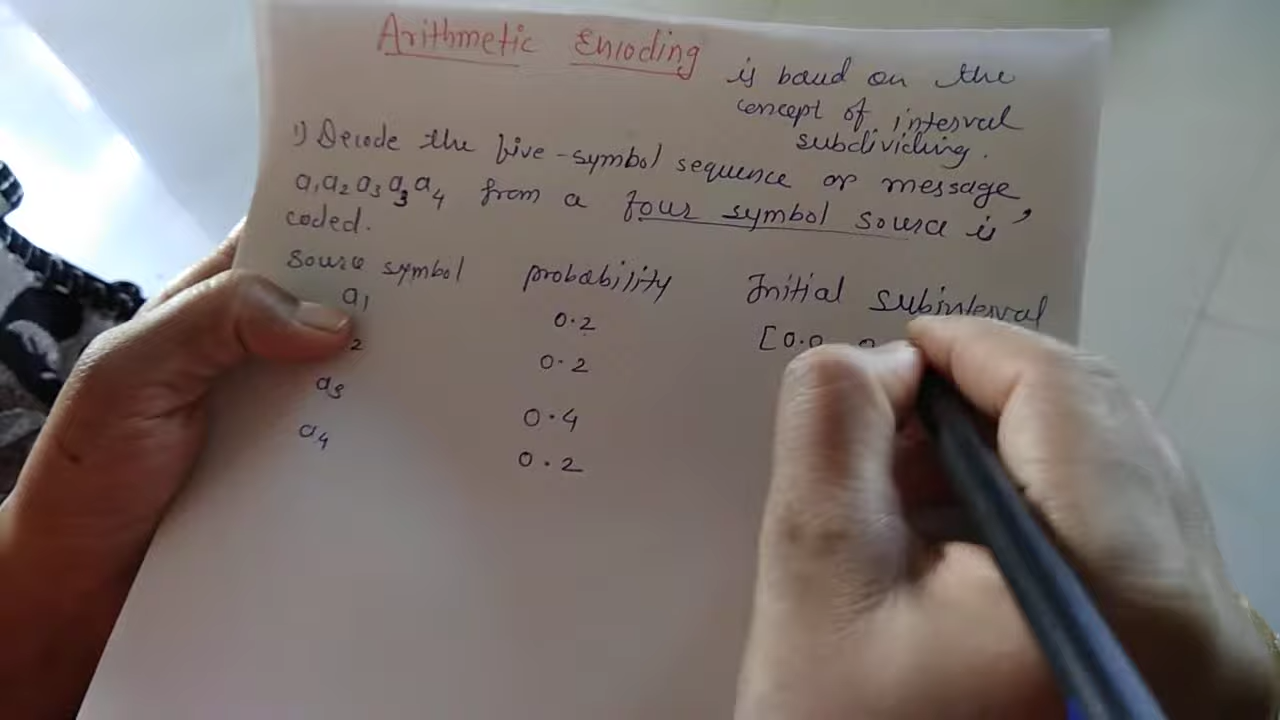 Arithmetic Encoding is based on the
concept of interval
subdividing.
1) Decode the five-symbol sequence or message
a1a2a3a3a4 from a four symbol source is
coded.
source symbol probability Initial subinterval
a1 0.2 [0.0
2 0.2
a3 0.4
a4 0.2